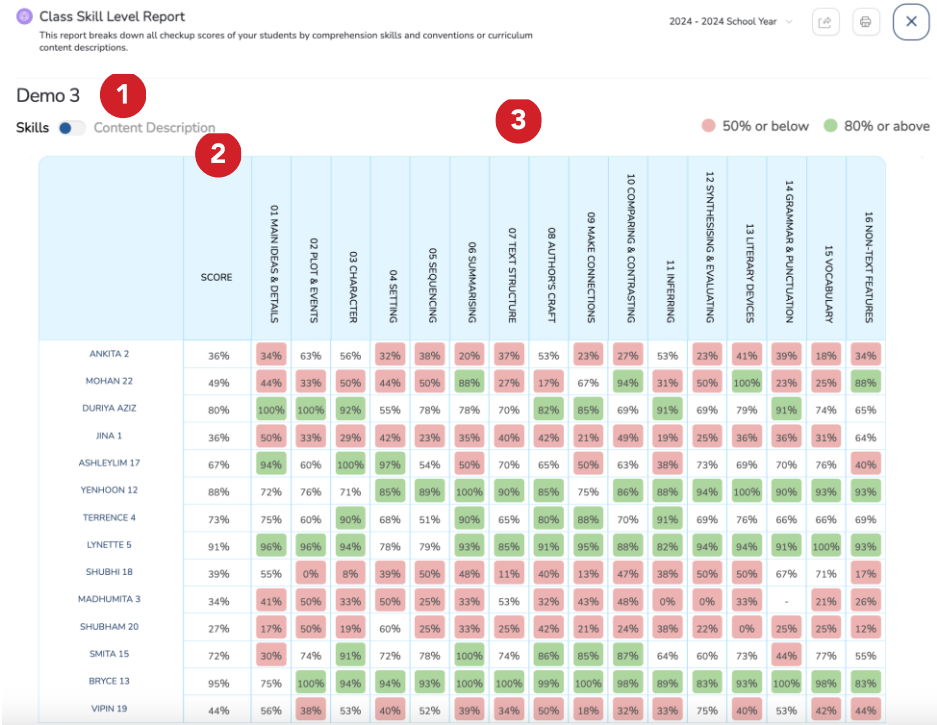 Class Skill Level Report
2024 - 2024 School Year
This report breaks down all checkup scores of your students by comprehension skills and conventions or curriculum
content descriptions.
Demo 3
1
Skills
Content Description
2
3
50% or below
80% or above
SCORE
01 MAIN IDEAS & DETAILS
02 PLOT & EVENTS
03 CHARACTER
04 SETTING
05 SEQUENCING
06 SUMMARISING
07 TEXT STRUCTURE
08 AUTHOR'S CRAFT
09 MAKE CONNECTIONS
10 COMPARING & CONTRASTING
11 INFERRING
12 SYNTHESISING & EVALUATING
13 LITERARY DEVICES
14 GRAMMAR & PUNCTUATION
15 VOCABULARY
16 NON-TEXT FEATURES
ANKITA 2 36% 34% 63% 56% 32% 38% 20% 37% 53% 23% 27% 53% 23% 41% 39% 18% 34%
MOHAN 22 49% 44% 33% 50% 44% 50% 88% 27% 17% 67% 94% 31% 50% 100% 23% 25% 88%
DURIYA AZIZ 80% 100% 100% 92% 55% 78% 78% 70% 82% 85% 69% 91% 69% 79% 91% 74% 65%
JINA 1 36% 50% 33% 29% 42% 23% 35% 40% 42% 21% 49% 19% 25% 36% 36% 31% 64%
ASHLEYLIM 17 67% 94% 60% 100% 97% 54% 50% 70% 65% 50% 63% 38% 73% 69% 70% 76% 40%
YENHOON 12 88% 72% 76% 71% 85% 89% 100% 90% 85% 75% 86% 88% 94% 100% 90% 93% 93%
TERRENCE 4 73% 75% 60% 90% 68% 51% 90% 65% 80% 88% 70% 91% 69% 76% 66% 66% 69%
LYNETTE 5 91% 96% 96% 94% 78% 79% 93% 85% 91% 95% 88% 82% 94% 94% 91% 100% 93%
SHUBHI 18 39% 55% 0% 8% 39% 50% 48% 11% 40% 13% 47% 38% 50% 50% 67% 71% 17%
MADHUMITA 3 34% 41% 50% 33% 50% 25% 33% 53% 32% 43% 48% 0% 0% 33% - 21% 26%
SHUBHAM 20 27% 17% 50% 19% 60% 25% 33% 25% 42% 21% 24% 38% 22% 0% 25% 25% 12%
SMITA 15 72% 30% 74% 91% 72% 78% 100% 74% 86% 85% 87% 64% 60% 73% 44% 77% 55%
BRYCE 13 95% 75% 100% 94% 94% 93% 100% 100% 99% 100% 98% 89% 83% 93% 100% 98% 83%
VIPIN 19 44% 56% 38% 53% 40% 52% 39% 34% 50% 18% 32% 33% 75% 40% 53% 42% 44%